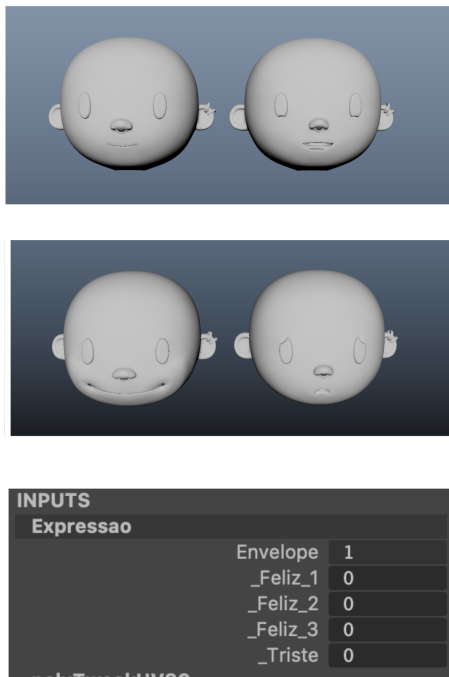 INPUTS
Expressao
Envelope 1
_Feliz_1 0
_Feliz_2 0
_Feliz_3 0
_Triste 0